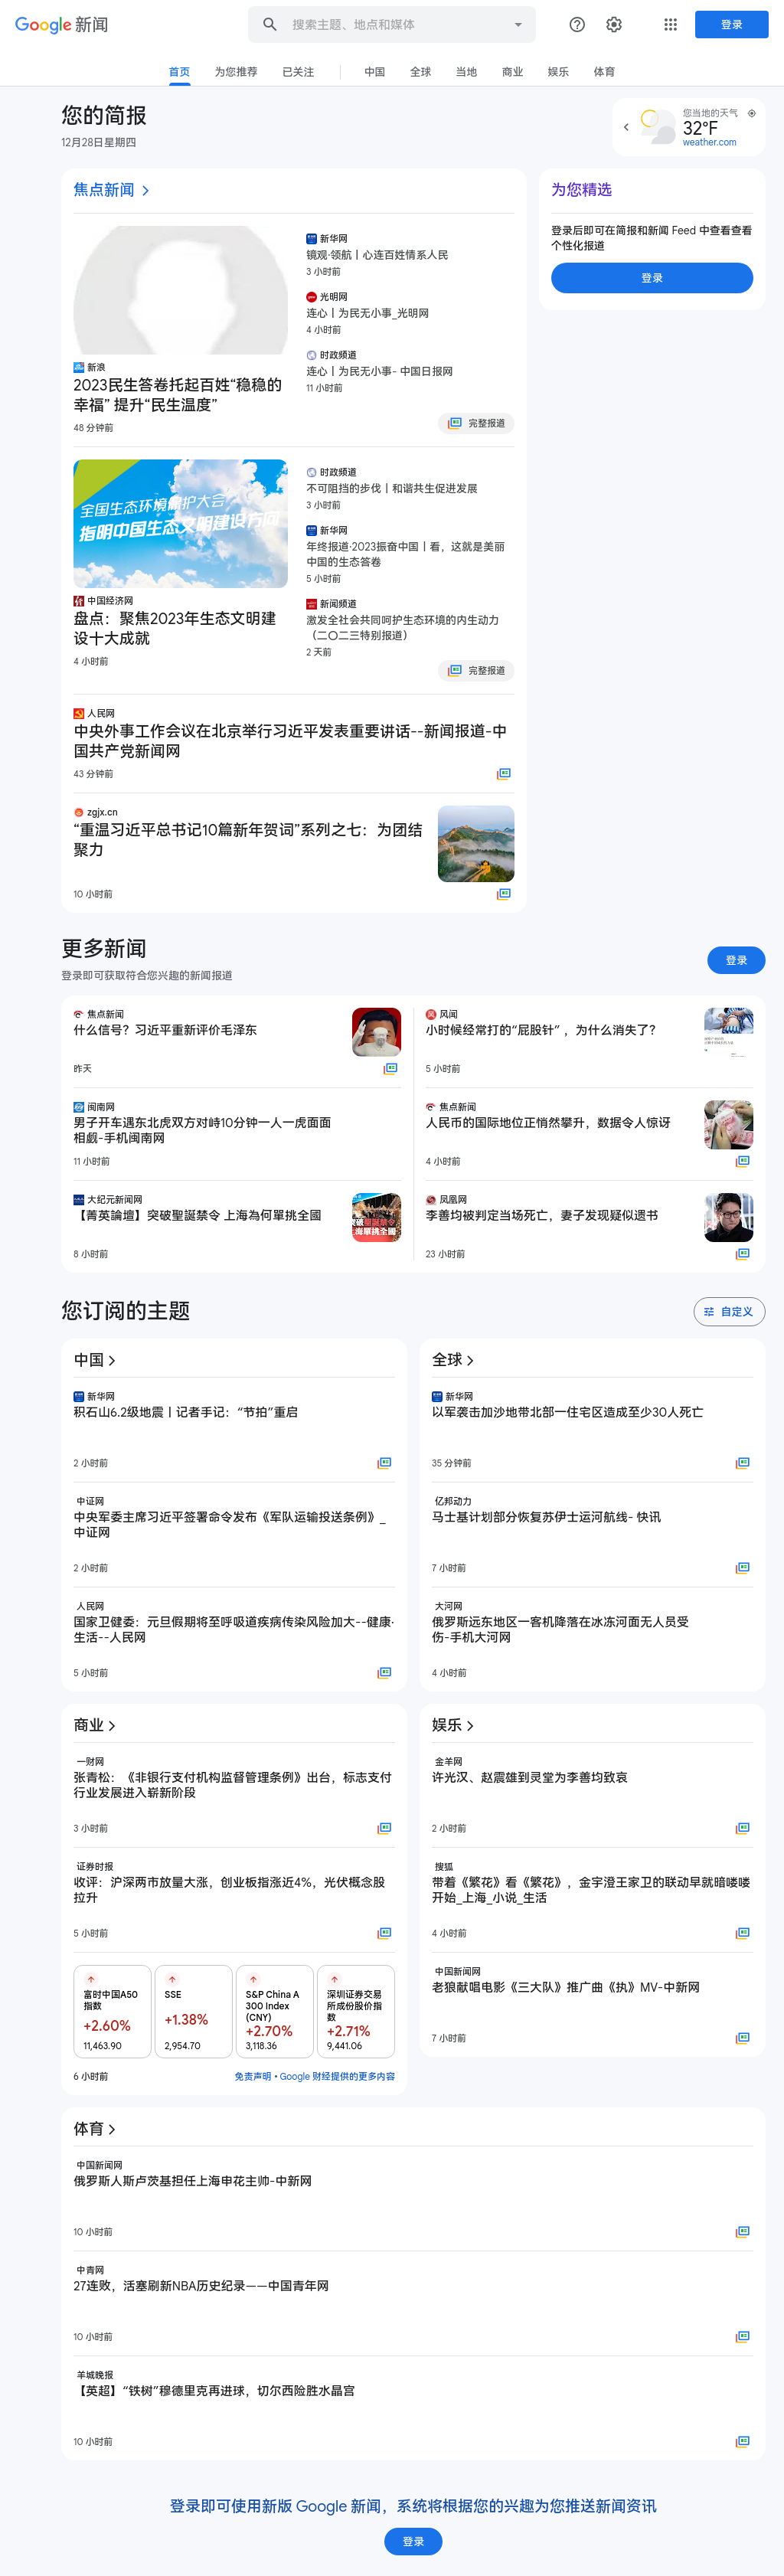 Google 新闻
搜索主题、地点和媒体
登录
首页 为您推荐 已关注 中国 全球 当地 商业 娱乐 体育
您的简报
12月28日星期四
您当地的天气
32°F
weather.com
焦点新闻
新浪
2023民生答卷托起百姓“稳稳的
幸福” 提升“民生温度”
48 分钟前
新华网
镜观·领航丨心连百姓情系人民
3 小时前
光明网
连心丨为民无小事_光明网
4 小时前
时政频道
连心丨为民无小事- 中国日报网
11 小时前
完整报道
全国生态环境保护大会
指明中国生态文明建设方向
中国经济网
盘点：聚焦2023年生态文明建
设十大成就
4 小时前
时政频道
不可阻挡的步伐丨和谐共生促进发展
3 小时前
新华网
年终报道·2023振奋中国丨看，这就是美丽
中国的生态答卷
5 小时前
新闻频道
激发全社会共同呵护生态环境的内生动力
（二〇二三特别报道）
2 天前
完整报道
人民网
中央外事工作会议在北京举行习近平发表重要讲话--新闻报道-中
国共产党新闻网
43 分钟前
zgjx.cn
“重温习近平总书记10篇新年贺词”系列之七：为团结
聚力
10 小时前
为您精选
登录后即可在简报和新闻 Feed 中查看查看
个性化报道
登录
更多新闻
登录即可获取符合您兴趣的新闻报道
登录
焦点新闻
什么信号？习近平重新评价毛泽东
昨天
闽南网
男子开车遇东北虎双方对峙10分钟一人一虎面面
相觑-手机闽南网
11 小时前
大纪元新闻网
【菁英論壇】突破聖誕禁令 上海為何單挑全國
8 小时前
突破聖誕禁令
上海單挑全國
风闻
小时候经常打的“屁股针” ，为什么消失了？
5 小时前
焦点新闻
人民币的国际地位正悄然攀升，数据令人惊讶
4 小时前
凤凰网
李善均被判定当场死亡，妻子发现疑似遗书
23 小时前
您订阅的主题
自定义
中国
新华网
积石山6.2级地震丨记者手记：“节拍”重启
2 小时前
中证网
中央军委主席习近平签署命令发布《军队运输投送条例》_
中证网
2 小时前
人民网
国家卫健委：元旦假期将至呼吸道疾病传染风险加大--健康·
生活--人民网
5 小时前
全球
新华网
以军袭击加沙地带北部一住宅区造成至少30人死亡
35 分钟前
亿邦动力
马士基计划部分恢复苏伊士运河航线- 快讯
7 小时前
大河网
俄罗斯远东地区一客机降落在冰冻河面无人员受
伤-手机大河网
4 小时前
商业
一财网
张青松：《非银行支付机构监督管理条例》出台，标志支付
行业发展进入崭新阶段
3 小时前
证券时报
收评：沪深两市放量大涨，创业板指涨近4%，光伏概念股
拉升
5 小时前
富时中国A50
指数
+2.60%
11,463.90
SSE
+1.38%
2,954.70
S&P China A
300 Index
(CNY)
+2.70%
3,118.36
深圳证券交易
所成份股价指
数
+2.71%
9,441.06
6 小时前
免责声明 • Google 财经提供的更多内容
娱乐
金羊网
许光汉、赵震雄到灵堂为李善均致哀
2 小时前
搜狐
带着《繁花》看《繁花》，金宇澄王家卫的联动早就暗喽喽
开始_上海_小说_生活
4 小时前
中国新闻网
老狼献唱电影《三大队》推广曲《执》MV-中新网
7 小时前
体育
中国新闻网
俄罗斯人斯卢茨基担任上海申花主帅-中新网
10 小时前
中青网
27连败，活塞刷新NBA历史纪录——中国青年网
10 小时前
羊城晚报
【英超】“铁树”穆德里克再进球，切尔西险胜水晶宫
10 小时前
登录即可使用新版 Google 新闻，系统将根据您的兴趣为您推送新闻资讯
登录